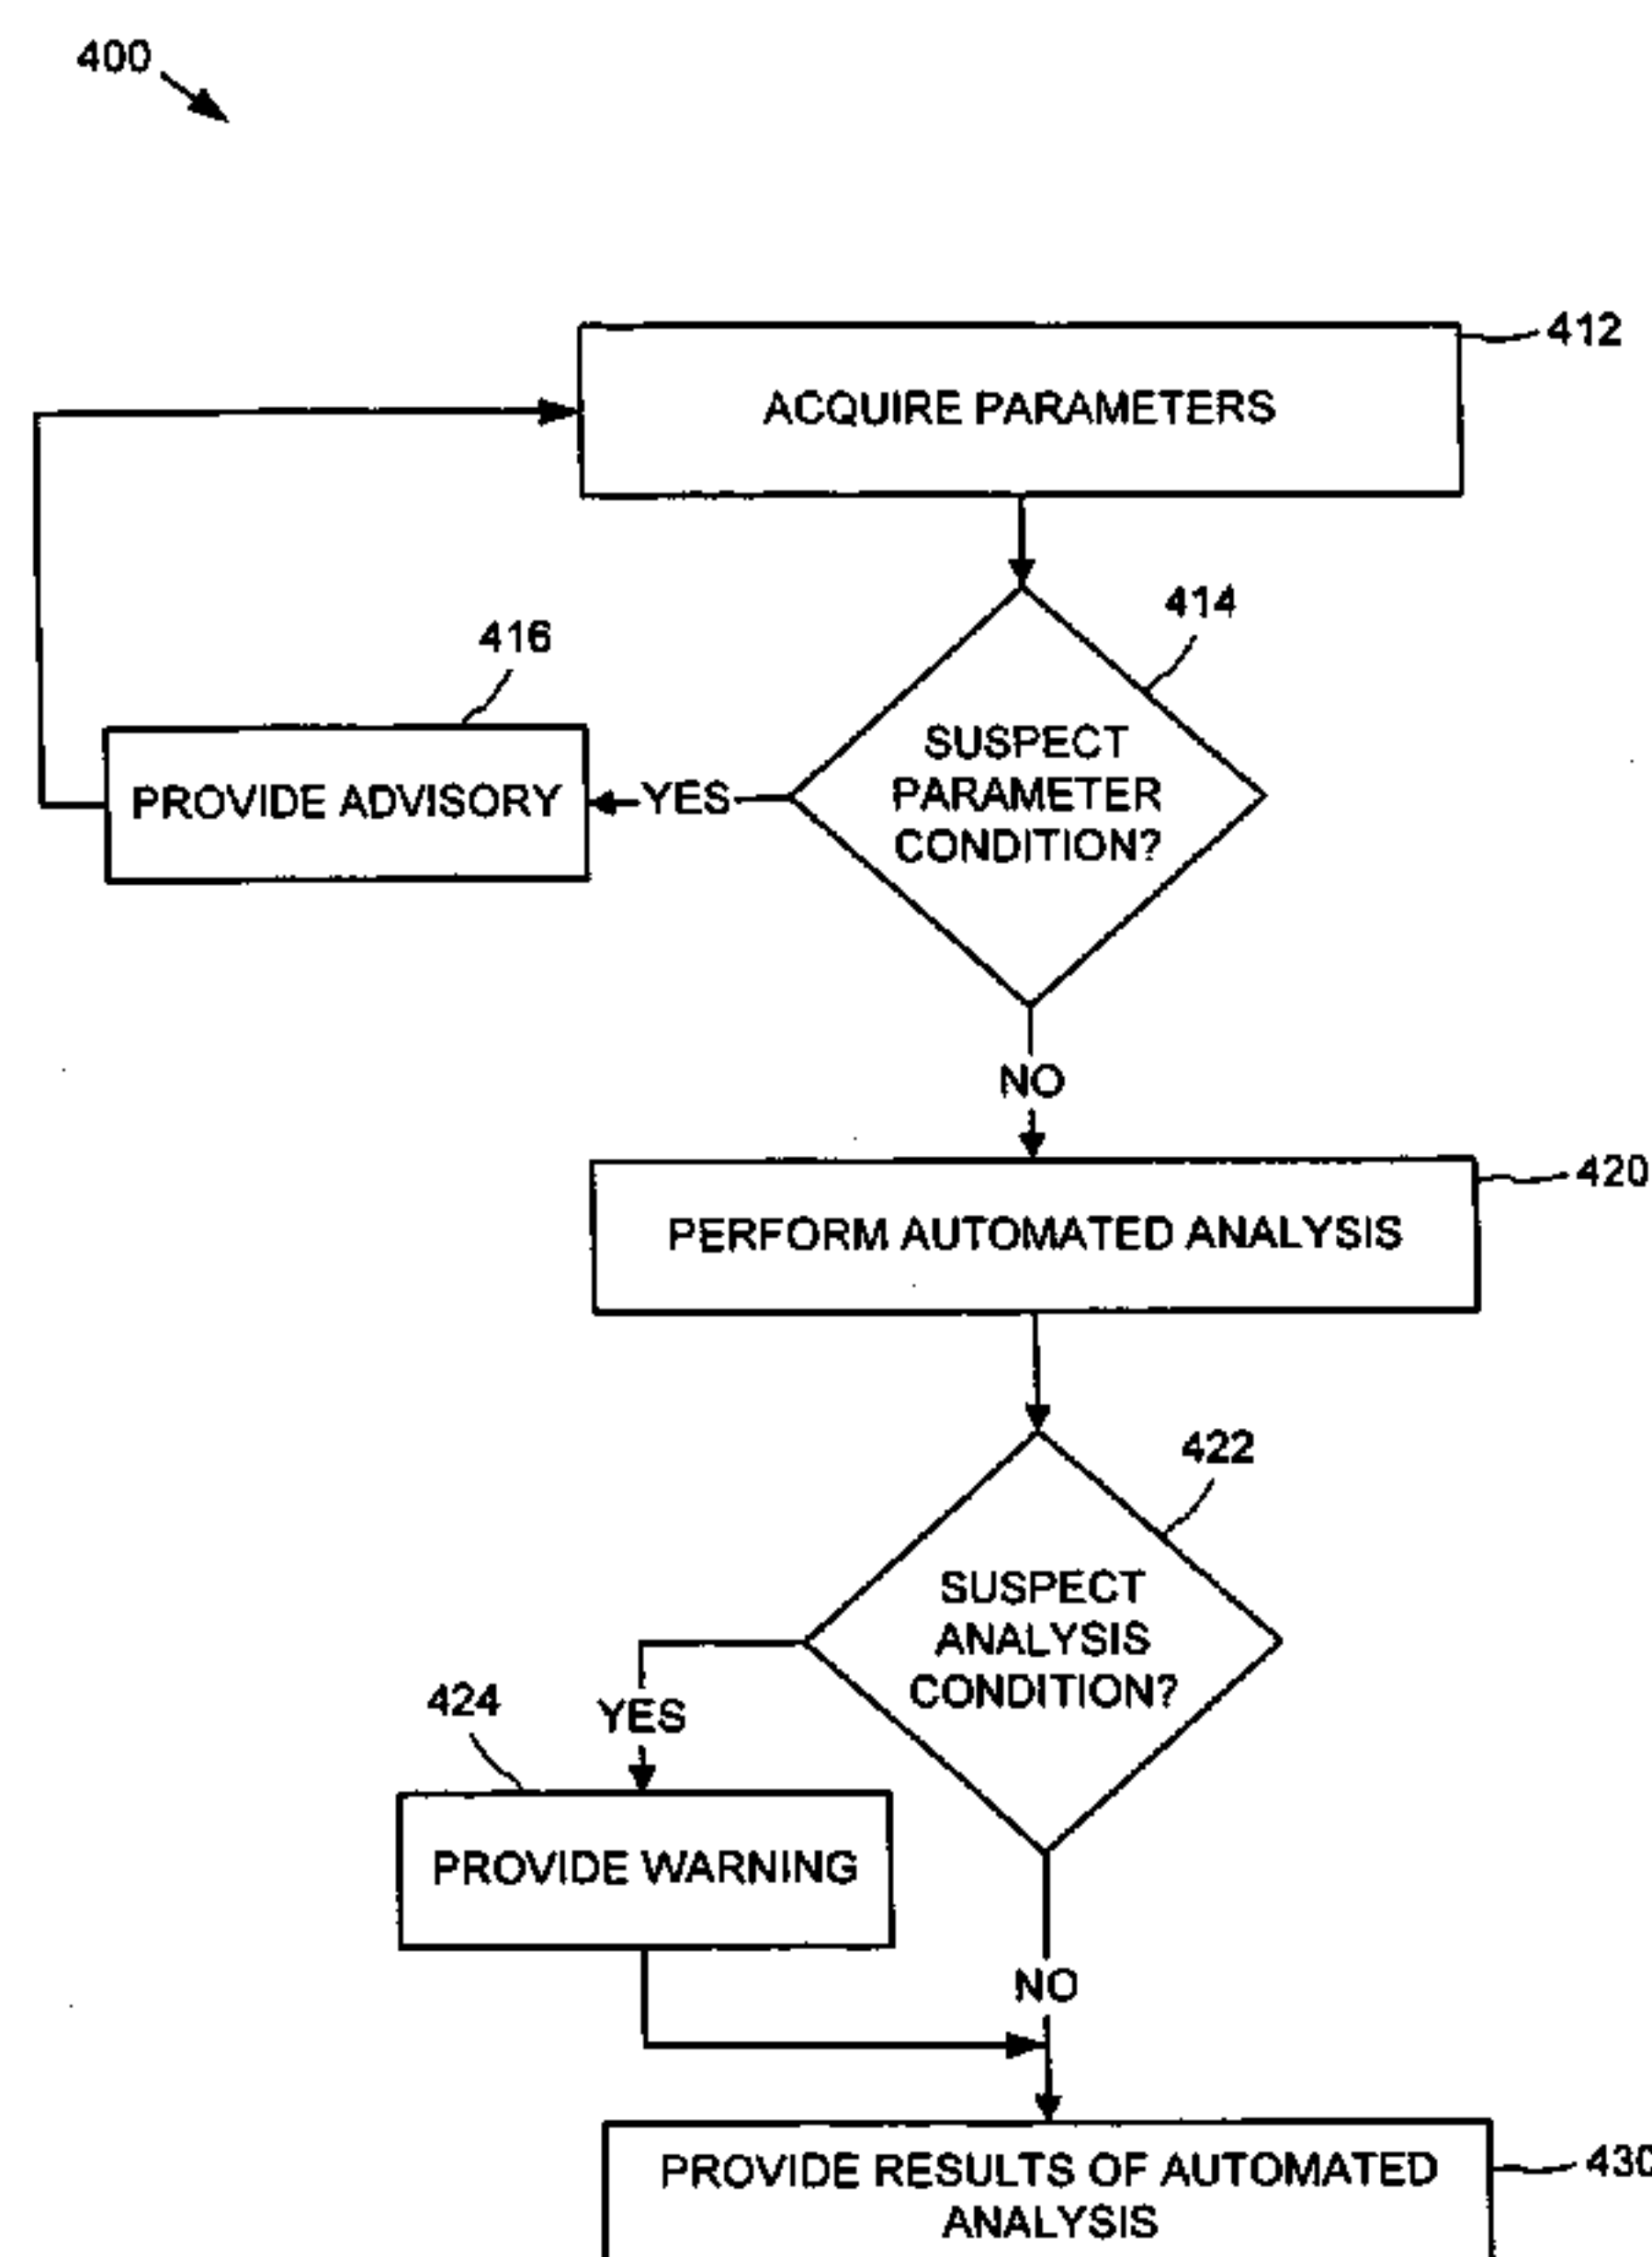 400
412
ACQUIRE PARAMETERS
414
416
SUSPECT
PARAMETER
CONDITION?
YES
PROVIDE ADVISORY
NO
420
PERFORM AUTOMATED ANALYSIS
422
SUSPECT
ANALYSIS
CONDITION?
424
YES
PROVIDE WARNING
NO
430
PROVIDE RESULTS OF AUTOMATED
ANALYSIS